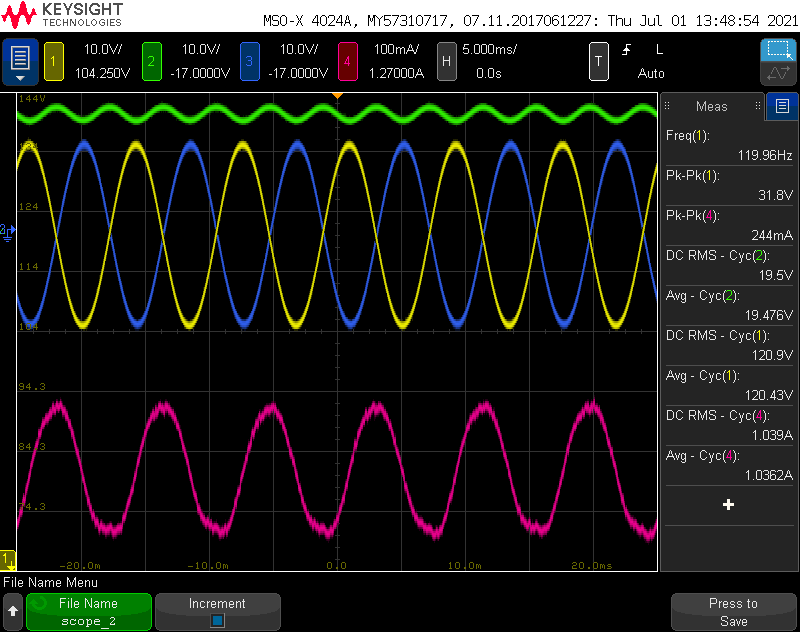 KEYSIGHT
TECHNOLOGIES
MSO-X 4024A, MY57310717, 07.11.2017061227: Thu Jul 01 13:48:54 2021
1 10.0V/ 104.250V
2 10.0V/ -17.0000V
3 10.0V/ -17.0000V
4 100mA/ 1.27000A
H 5.000ms/ 0.0s
T L Auto
144V
134
124
114
104
94.3
84.3
74.3
2
1
-20.0m -10.0m 0.0 10.0m 20.0ms
Meas
Freq(1):
119.96Hz
Pk-Pk(1):
31.8V
Pk-Pk(4):
244mA
DC RMS - Cyc(2):
19.5V
Avg - Cyc(2):
19.476V
DC RMS - Cyc(1):
120.9V
Avg - Cyc(1):
120.43V
DC RMS - Cyc(4):
1.039A
Avg - Cyc(4):
1.0362A
File Name Menu
File Name
scope_2
Increment
Press to
Save